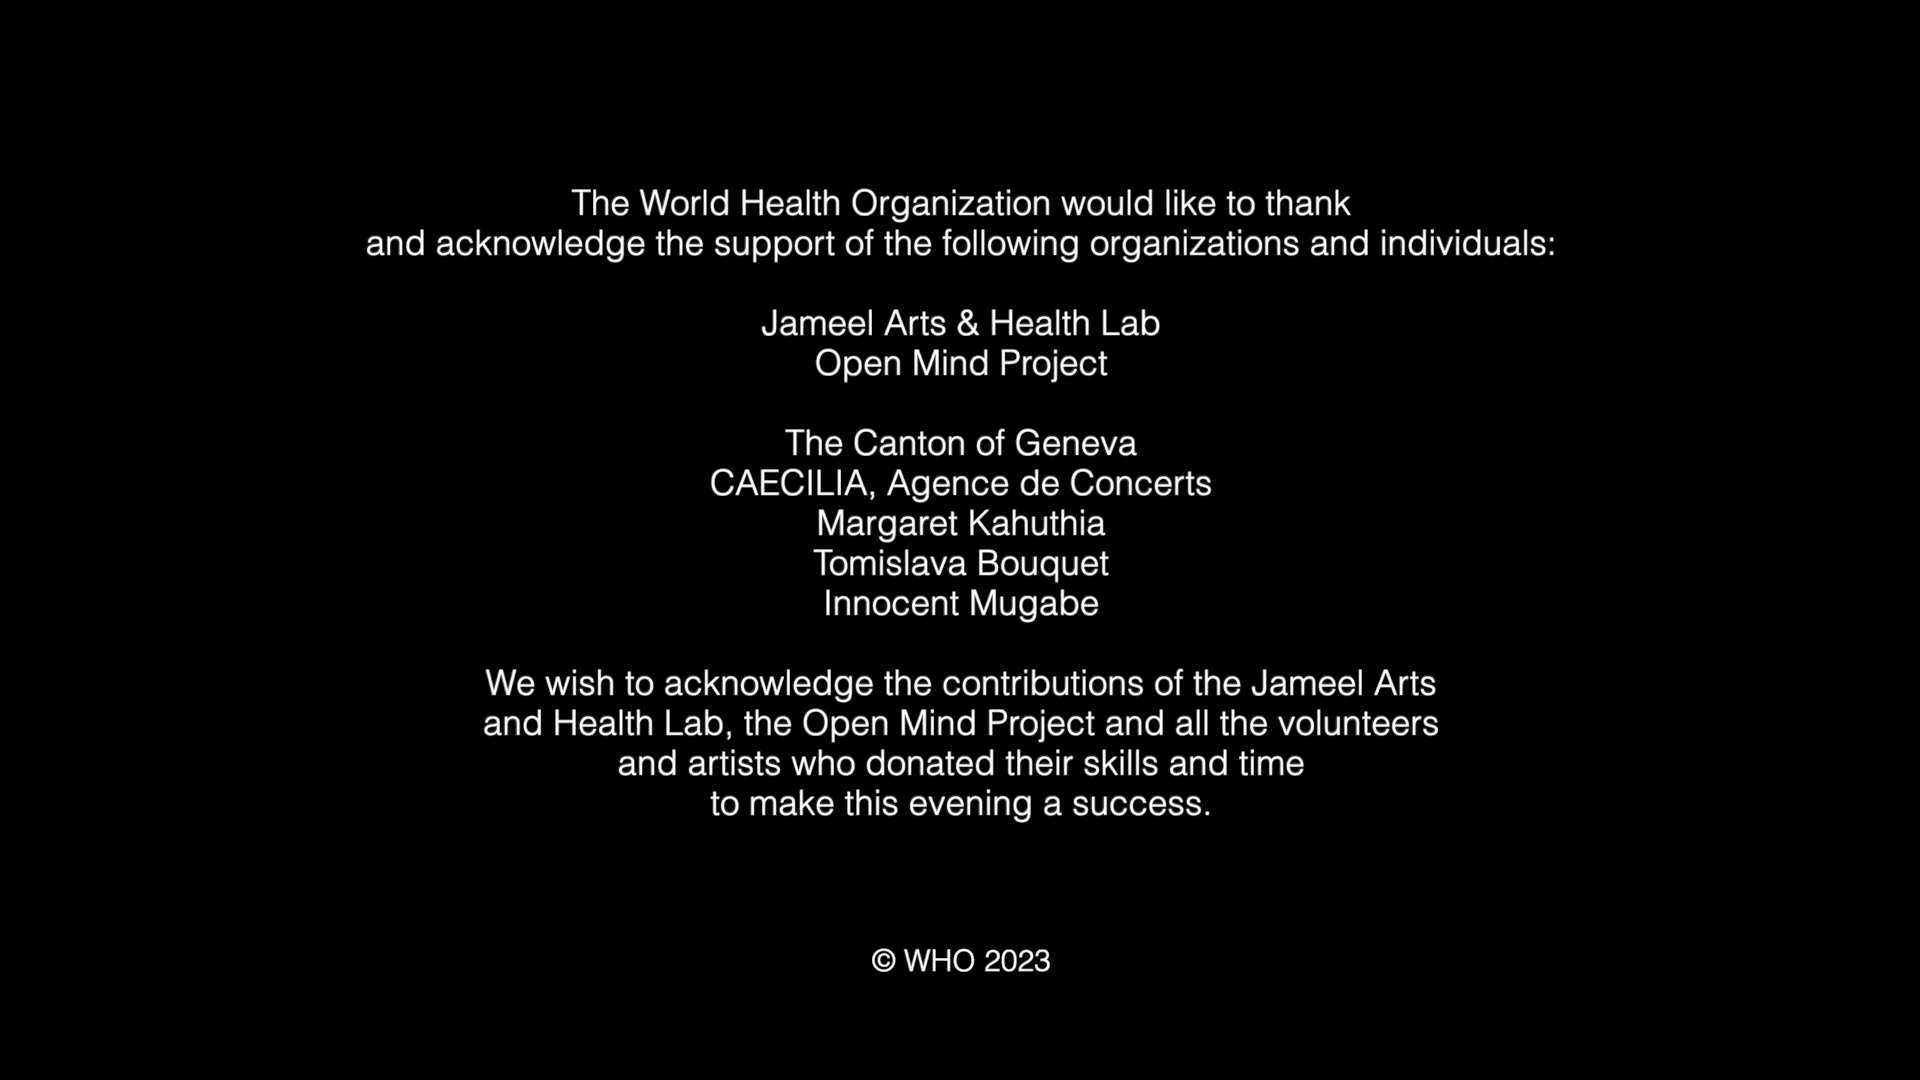 The World Health Organization would like to thank
and acknowledge the support of the following organizations and individuals:
Jameel Arts & Health Lab
Open Mind Project
The Canton of Geneva
CAECILIA, Agence de Concerts
Margaret Kahuthia
Tomislava Bouquet
Innocent Mugabe
We wish to acknowledge the contributions of the Jameel Arts
and Health Lab, the Open Mind Project and all the volunteers
and artists who donated their skills and time
to make this evening a success.
© WHO 2023